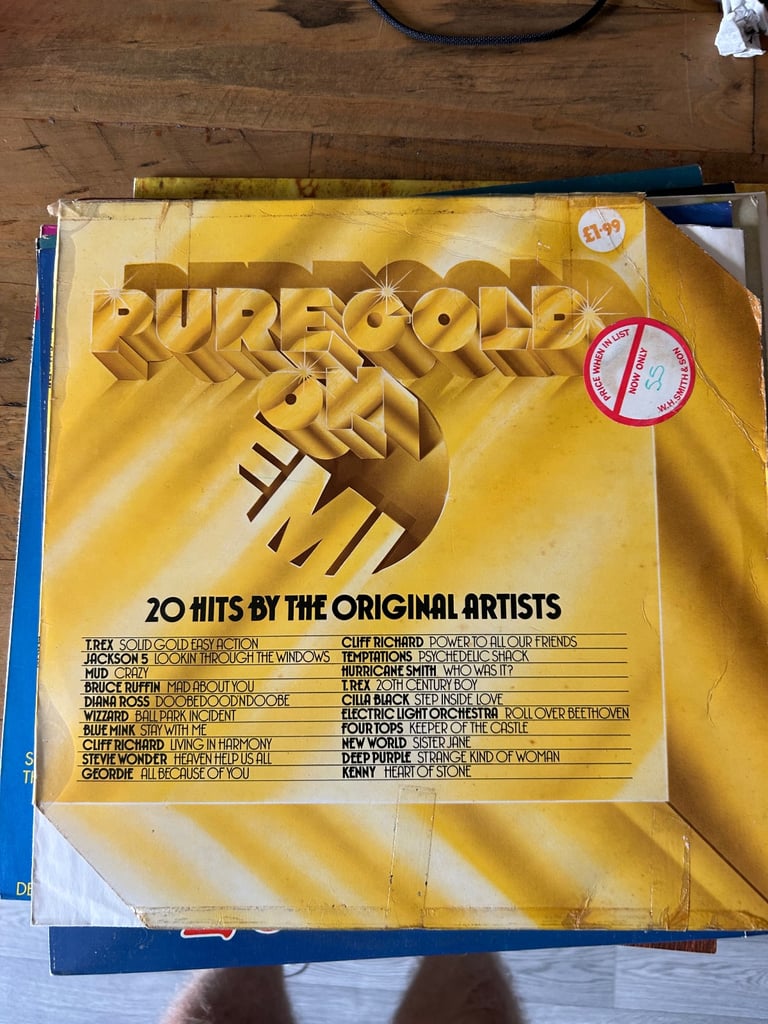 £1·99
PURE GOLD
ON
EMI
PRICE WHEN IN LIST
NOW ONLY
55
W.H. SMITH & SON
20 HITS BY THE ORIGINAL ARTISTS
T.REX SOLID GOLD EASY ACTION
JACKSON 5 LOOKIN THROUGH THE WINDOWS
MUD CRAZY
BRUCE RUFFIN MAD ABOUT YOU
DIANA ROSS DOOBEDOOD'NDOOBE
WIZZARD BALL PARK INCIDENT
BLUE MINK STAY WITH ME
CLIFF RICHARD LIVING IN HARMONY
STEVIE WONDER HEAVEN HELP US ALL
GEORDIE ALL BECAUSE OF YOU
CLIFF RICHARD POWER TO ALL OUR FRIENDS
TEMPTATIONS PSYCHEDELIC SHACK
HURRICANE SMITH WHO WAS IT?
T.REX 20TH CENTURY BOY
CILLA BLACK STEP INSIDE LOVE
ELECTRIC LIGHT ORCHESTRA ROLL OVER BEETHOVEN
FOUR TOPS KEEPER OF THE CASTLE
NEW WORLD SISTER JANE
DEEP PURPLE STRANGE KIND OF WOMAN
KENNY HEART OF STONE
DE